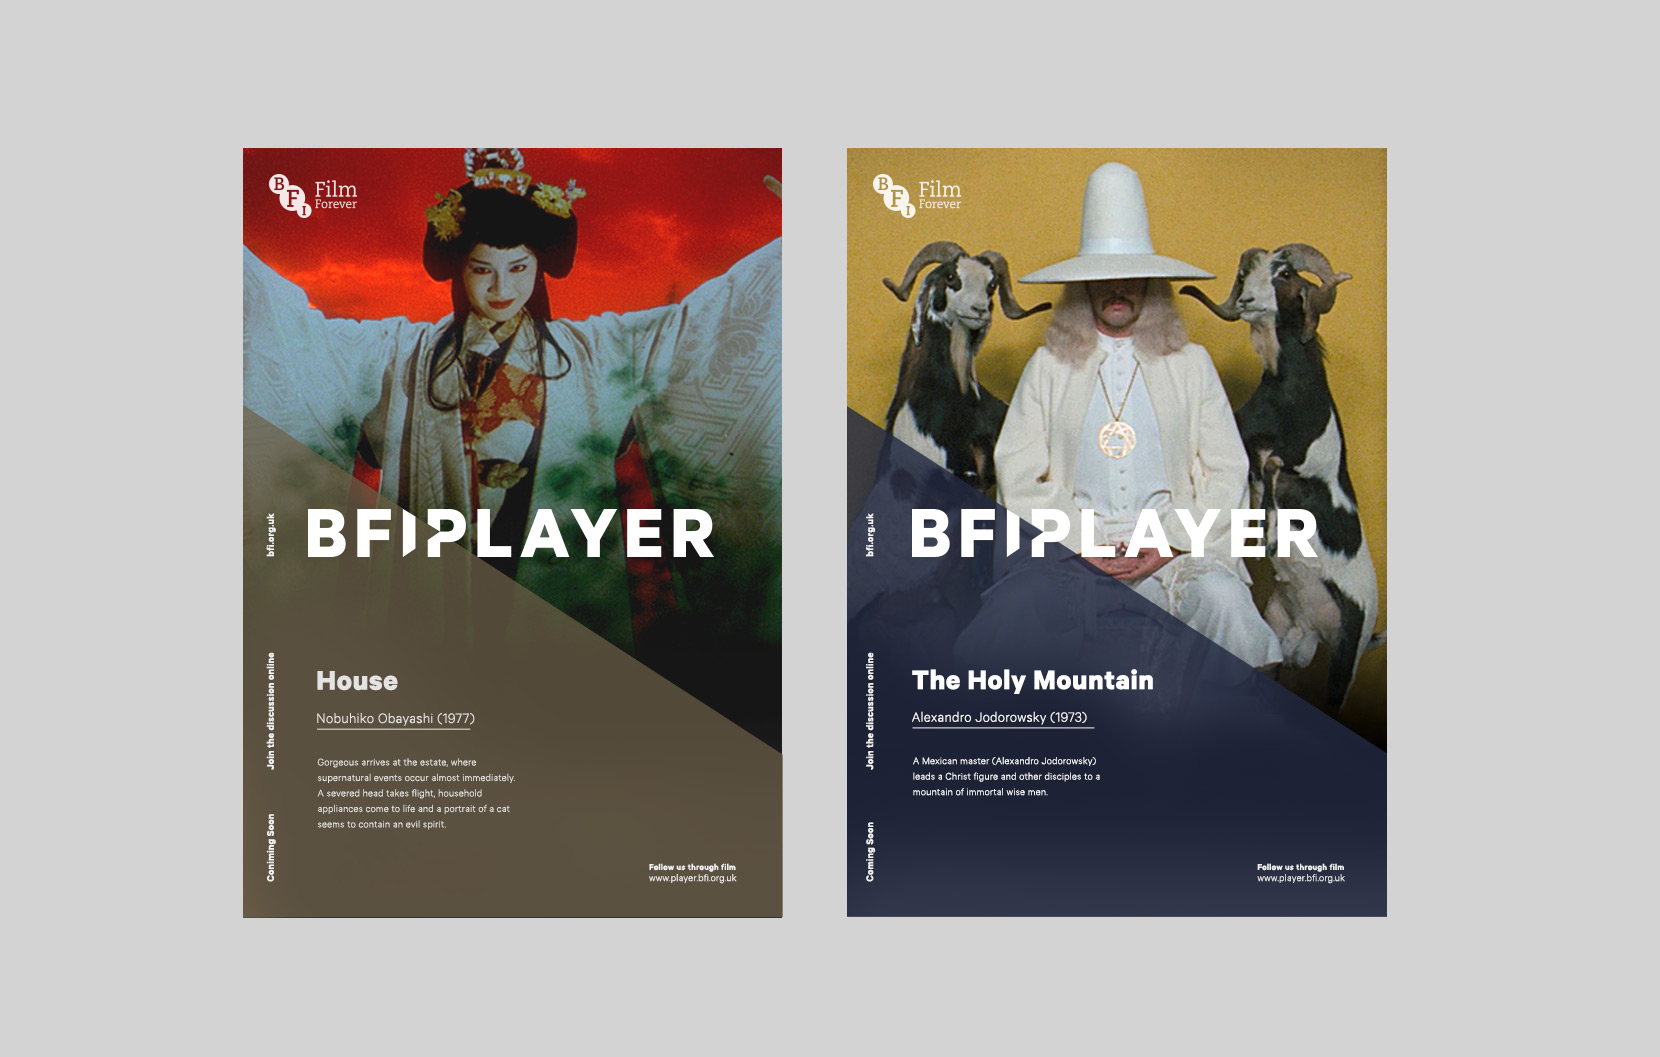 BFI
Film
Forever
bfi.org.uk
BFIPLAYER
Join the discussion online
House
Nobuhiko Obayashi (1977)
Gorgeous arrives at the estate, where
supernatural events occur almost immediately.
A severed head takes flight, household
appliances come to life and a portrait of a cat
seems to contain an evil spirit.
Coniming Soon
Follow us through film
www.player.bfi.org.uk
BFI
Film
Forever
bfi.org.uk
BFIPLAYER
Join the discussion online
The Holy Mountain
Alexandro Jodorowsky (1973)
A Mexican master (Alexandro Jodorowsky)
leads a Christ figure and other disciples to a
mountain of immortal wise men.
Coming Soon
Follow us through film
www.player.bfi.org.uk